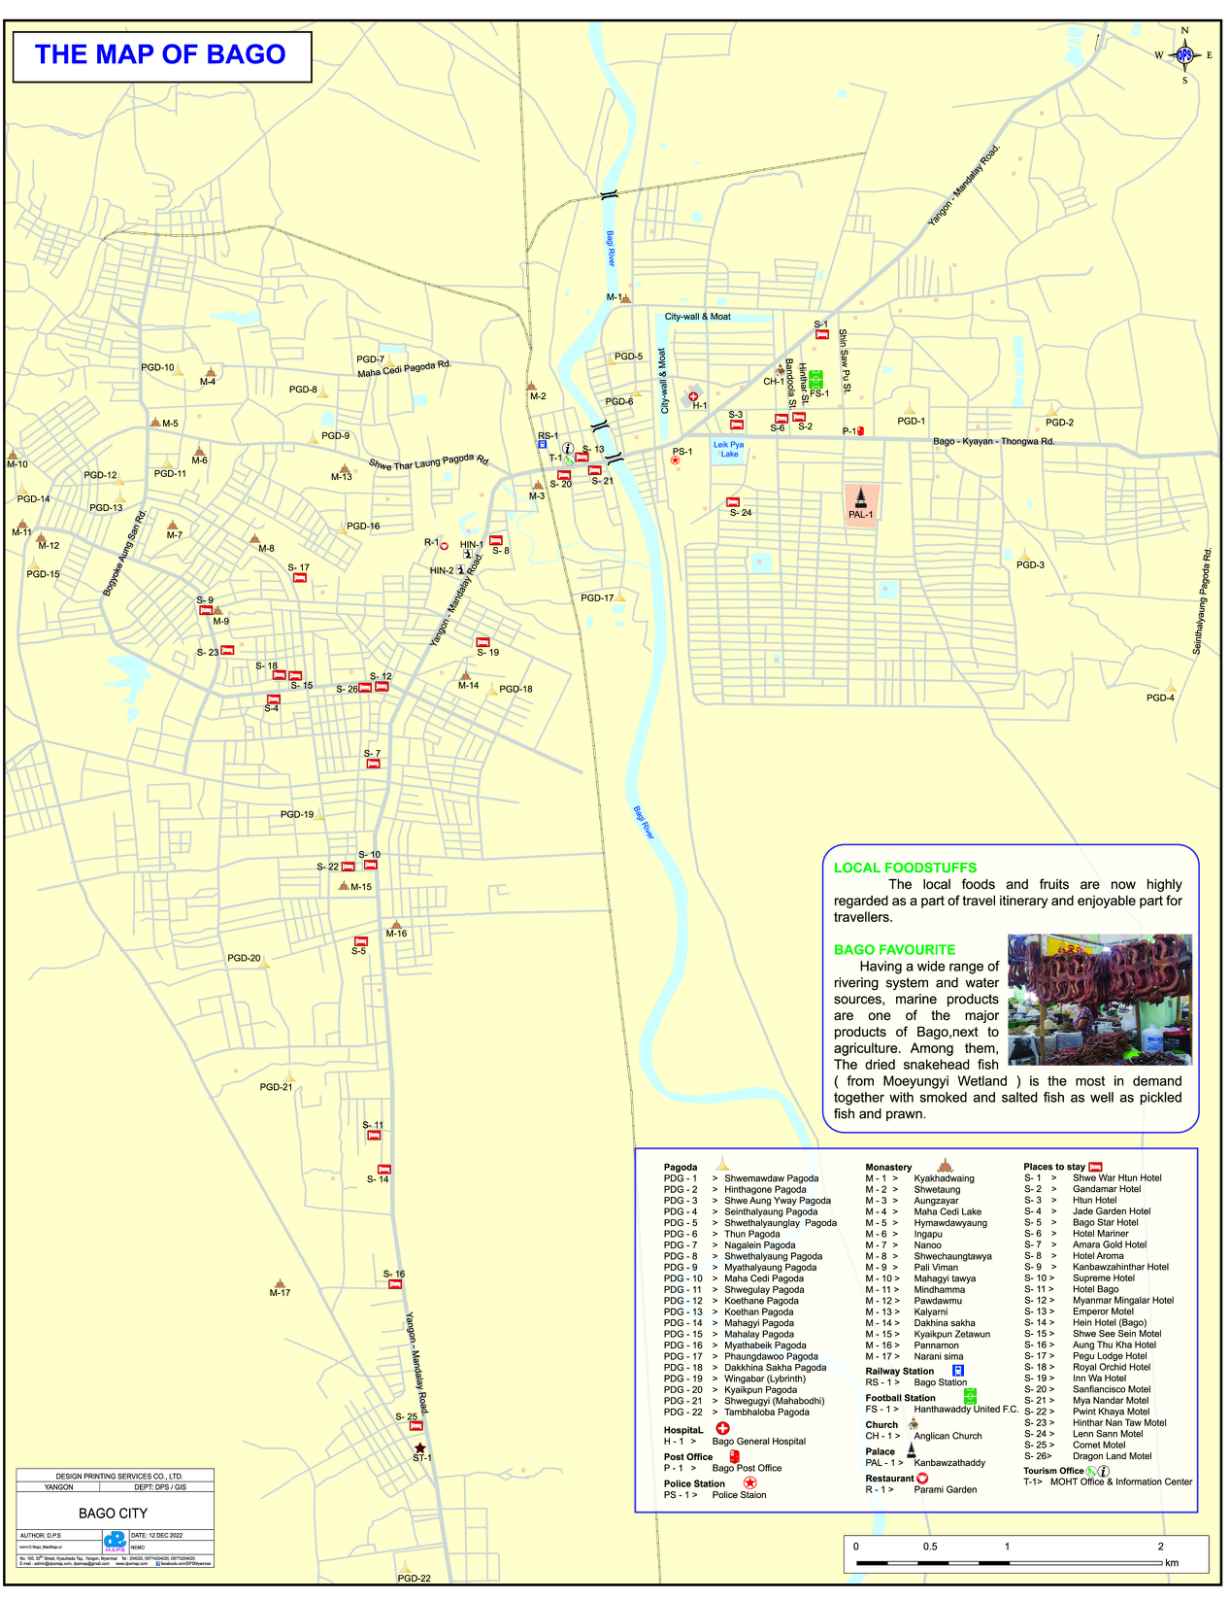 THE MAP OF BAGO
N
W
DPS
E
S
Yangon - Mandalay Road.
Bagi River
M-1
City-wall & Moat
S-1
Shin Saw Pu St.
PGD-7
Maha Cedi Pagoda Rd.
PGD-10
M-4
PGD-8
M-2
PGD-5
PGD-6
City-wall & Moat
H-1
CH-1
Bandoola St.
Hinthar St.
FS-1
S-3
S-6
S-2
P-1
PGD-1
PGD-2
Bago - Kyayan - Thongwa Rd.
M-5
PGD-9
RS-1
T-1
S- 13
S- 20
S- 21
PS-1
Leik Pya
Lake
M-10
M-6
PGD-11
PGD-12
PGD-13
PGD-14
M-13
Shwe Thar Laung Pagoda Rd.
M-3
S- 24
PAL-1
M-11
M-12
Bogyoke Aung San Rd.
M-7
M-8
PGD-16
R-1
HIN-1
S- 8
HIN-2
PGD-15
S- 17
PGD-3
Seinthalyaung Pagoda Rd.
S- 9
M-9
Yangon - Mandalay Road.
PGD-17
S- 23
S- 19
S- 18
S- 15
S- 26
S- 12
M-14
PGD-18
PGD-4
S-4
S- 7
PGD-19
Bagi River
S- 22
S- 10
M-15
M-16
S-5
PGD-20
PGD-21
S- 11
S- 14
M-17
S- 16
Yangon - Mandalay Road.
S- 25
ST-1
PGD-22
LOCAL FOODSTUFFS
The local foods and fruits are now highly
regarded as a part of travel itinerary and enjoyable part for
travellers.
BAGO FAVOURITE
Having a wide range of
rivering system and water
sources, marine products
are one of the major
products of Bago,next to
agriculture. Among them,
The dried snakehead fish
( from Moeyungyi Wetland ) is the most in demand
together with smoked and salted fish as well as pickled
fish and prawn.
Pagoda
PDG - 1 > Shwemawdaw Pagoda
PDG - 2 > Hinthagone Pagoda
PDG - 3 > Shwe Aung Yway Pagoda
PDG - 4 > Seinthalyaung Pagoda
PDG - 5 > Shwethalyaunglay Pagoda
PDG - 6 > Thun Pagoda
PDG - 7 > Nagalein Pagoda
PDG - 8 > Shwethalyaung Pagoda
PDG - 9 > Myathalyaung Pagoda
PDG - 10 > Maha Cedi Pagoda
PDG - 11 > Shwegulay Pagoda
PDG - 12 > Koethane Pagoda
PDG - 13 > Koethan Pagoda
PDG - 14 > Mahagyi Pagoda
PDG - 15 > Mahalay Pagoda
PDG - 16 > Myathabeik Pagoda
PDG - 17 > Phaungdawoo Pagoda
PDG - 18 > Dakkhina Sakha Pagoda
PDG - 19 > Wingabar (Lybrinth)
PDG - 20 > Kyaikpun Pagoda
PDG - 21 > Shwegugyi (Mahabodhi)
PDG - 22 > Tambhaloba Pagoda
HospitaL
H - 1 > Bago General Hospital
Post Office
P - 1 > Bago Post Office
Police Station
PS - 1 > Police Staion
Monastery
M - 1 > Kyakhadwaing
M - 2 > Shwetaung
M - 3 > Aungzayar
M - 4 > Maha Cedi Lake
M - 5 > Hymawdawyaung
M - 6 > Ingapu
M - 7 > Nanoo
M - 8 > Shwechaungtawya
M - 9 > Pali Viman
M - 10 > Mahagyi tawya
M - 11 > Mindhamma
M - 12 > Pawdawmu
M - 13 > Kalyarni
M - 14 > Dakhina sakha
M - 15 > Kyaikpun Zetawun
M - 16 > Pannamon
M - 17 > Narani sima
Railway Station
RS - 1 > Bago Station
Football Station
FS - 1 > Hanthawaddy United F.C.
Church
CH - 1 > Anglican Church
Palace
PAL - 1 > Kanbawzathaddy
Restaurant
R - 1 > Parami Garden
Places to stay
S- 1 > Shwe War Htun Hotel
S- 2 > Gandamar Hotel
S- 3 > Htun Hotel
S- 4 > Jade Garden Hotel
S- 5 > Bago Star Hotel
S- 6 > Hotel Mariner
S- 7 > Amara Gold Hotel
S- 8 > Hotel Aroma
S- 9 > Kanbawzahinthar Hotel
S- 10 > Supreme Hotel
S- 11 > Hotel Bago
S- 12 > Myanmar Mingalar Hotel
S- 13 > Emperor Motel
S- 14 > Hein Hotel (Bago)
S- 15 > Shwe See Sein Motel
S- 16 > Aung Thu Kha Hotel
S- 17 > Pegu Lodge Hotel
S- 18 > Royal Orchid Hotel
S- 19 > Inn Wa Hotel
S- 20 > Sanfiancisco Motel
S- 21 > Mya Nandar Motel
S- 22 > Pwint Khaya Motel
S- 23 > Hinthar Nan Taw Motel
S- 24 > Lenn Sann Motel
S- 25 > Comet Motel
S- 26> Dragon Land Motel
Tourism Office
T-1> MOHT Office & Information Center
DESIGN PRINTING SERVICES CO., LTD.
YANGON
DEPT: DPS / GIS
BAGO CITY
AUTHOR: D.P.S
DATE: 12 DEC 2022
MEMO
0 0.5 1 2
km